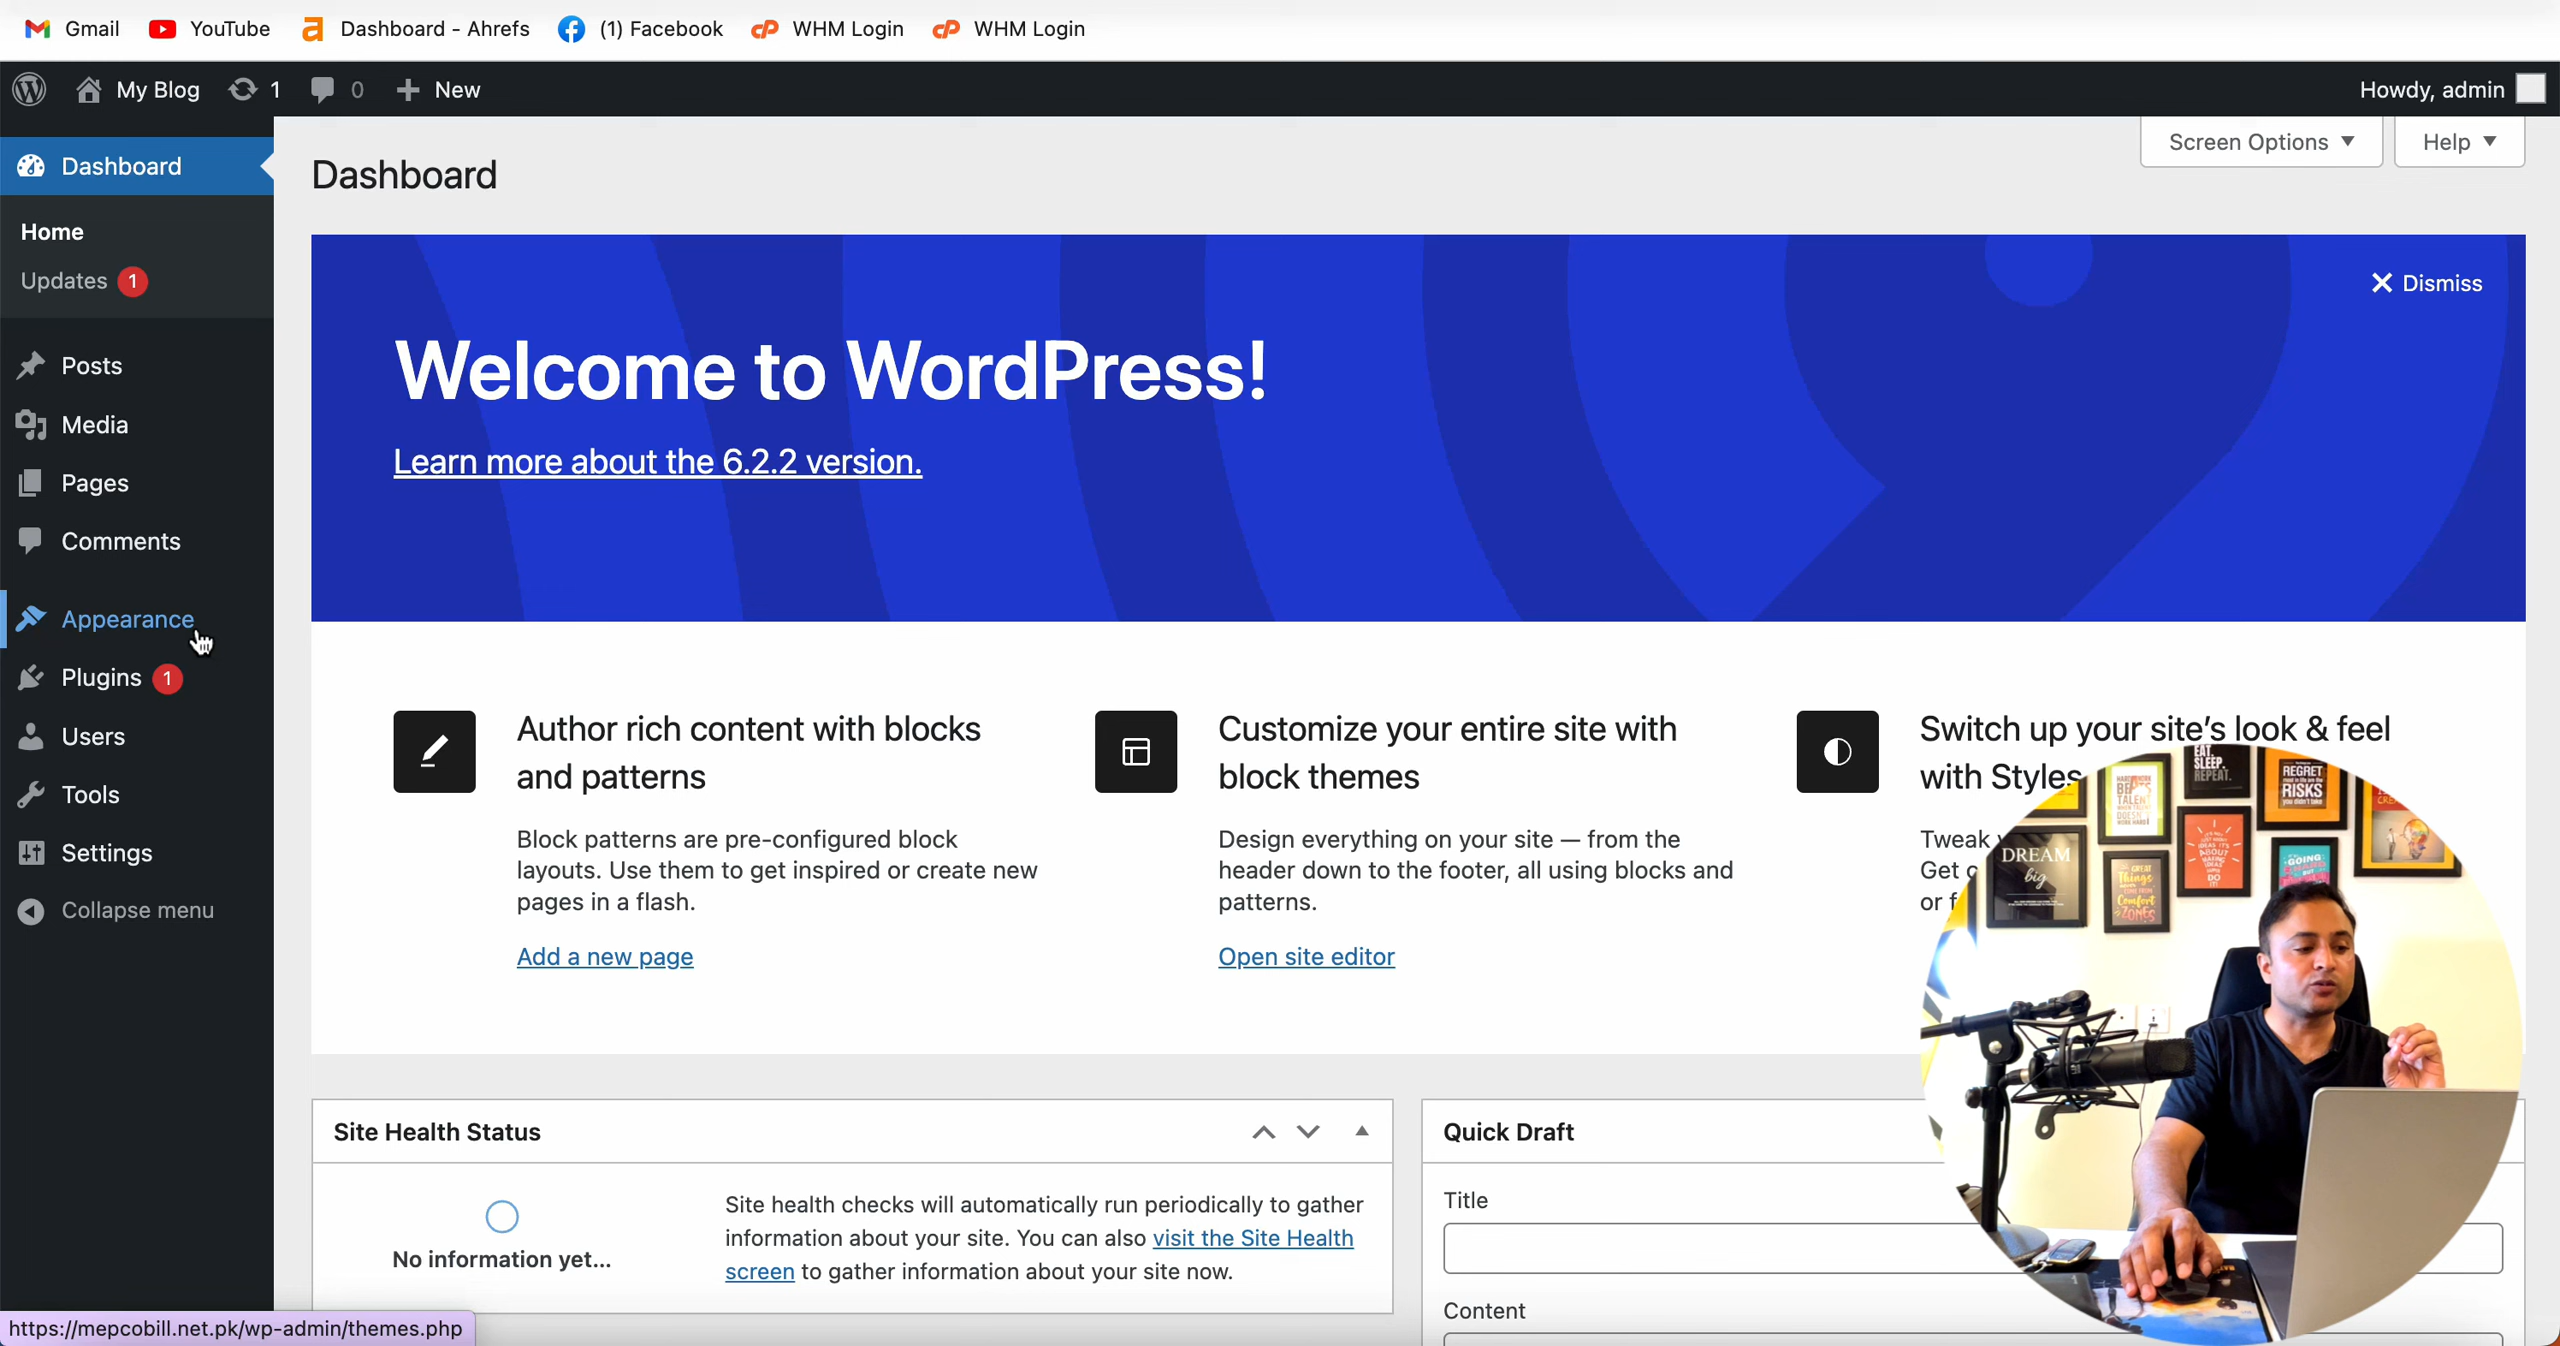 Gmail YouTube Dashboard - Ahrefs (1) Facebook WHM Login WHM Login
My Blog 1 0 New Howdy, admin
Screen Options Help
Dashboard
Home
Updates 1
Posts
Media
Pages
Comments
Appearance
Plugins 1
Users
Tools
Settings
Collapse menu
Dashboard
Dismiss
Welcome to WordPress!
Learn more about the 6.2.2 version.
Author rich content with blocks
and patterns
Block patterns are pre-configured block
layouts. Use them to get inspired or create new
pages in a flash.
Add a new page
Customize your entire site with
block themes
Design everything on your site — from the
header down to the footer, all using blocks and
patterns.
Open site editor
Switch up your site's look & feel
with Styles
Tweak
Get
or
EAT.
SLEEP.
REPEAT.
REGRET
RISKS
DREAM
big
GREAT
Things
COMFORT
ZONES
GOING
Site Health Status
No information yet...
Site health checks will automatically run periodically to gather
information about your site. You can also visit the Site Health
screen to gather information about your site now.
Quick Draft
Title
Content
https://mepcobill.net.pk/wp-admin/themes.php